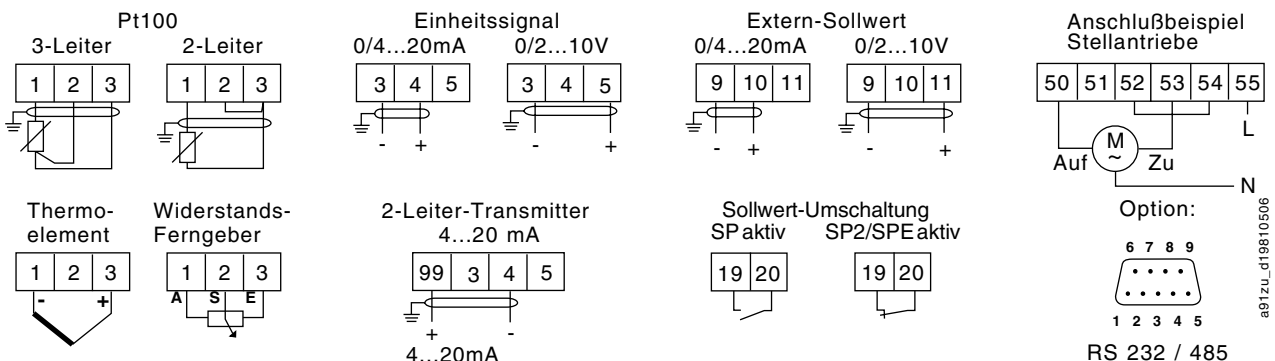 Pt100
3-Leiter 2-Leiter
1 2 3 1 2 3
Einheitssignal
0/4...20mA 0/2...10V
3 4 5 3 4 5
- + - +
Extern-Sollwert
0/4...20mA 0/2...10V
9 10 11 9 10 11
- + - +
Anschlußbeispiel
Stellantriebe
50 51 52 53 54 55
L
M
~
Auf Zu
N
Thermo-
element
1 2 3
- +
Widerstands-
Ferngeber
1 2 3
A S E
2-Leiter-Transmitter
4...20 mA
99 3 4 5
+ -
4...20mA
Sollwert-Umschaltung
SP aktiv SP2/SPE aktiv
19 20 19 20
Option:
6 7 8 9
1 2 3 4 5
RS 232 / 485
a91zu_d19810506